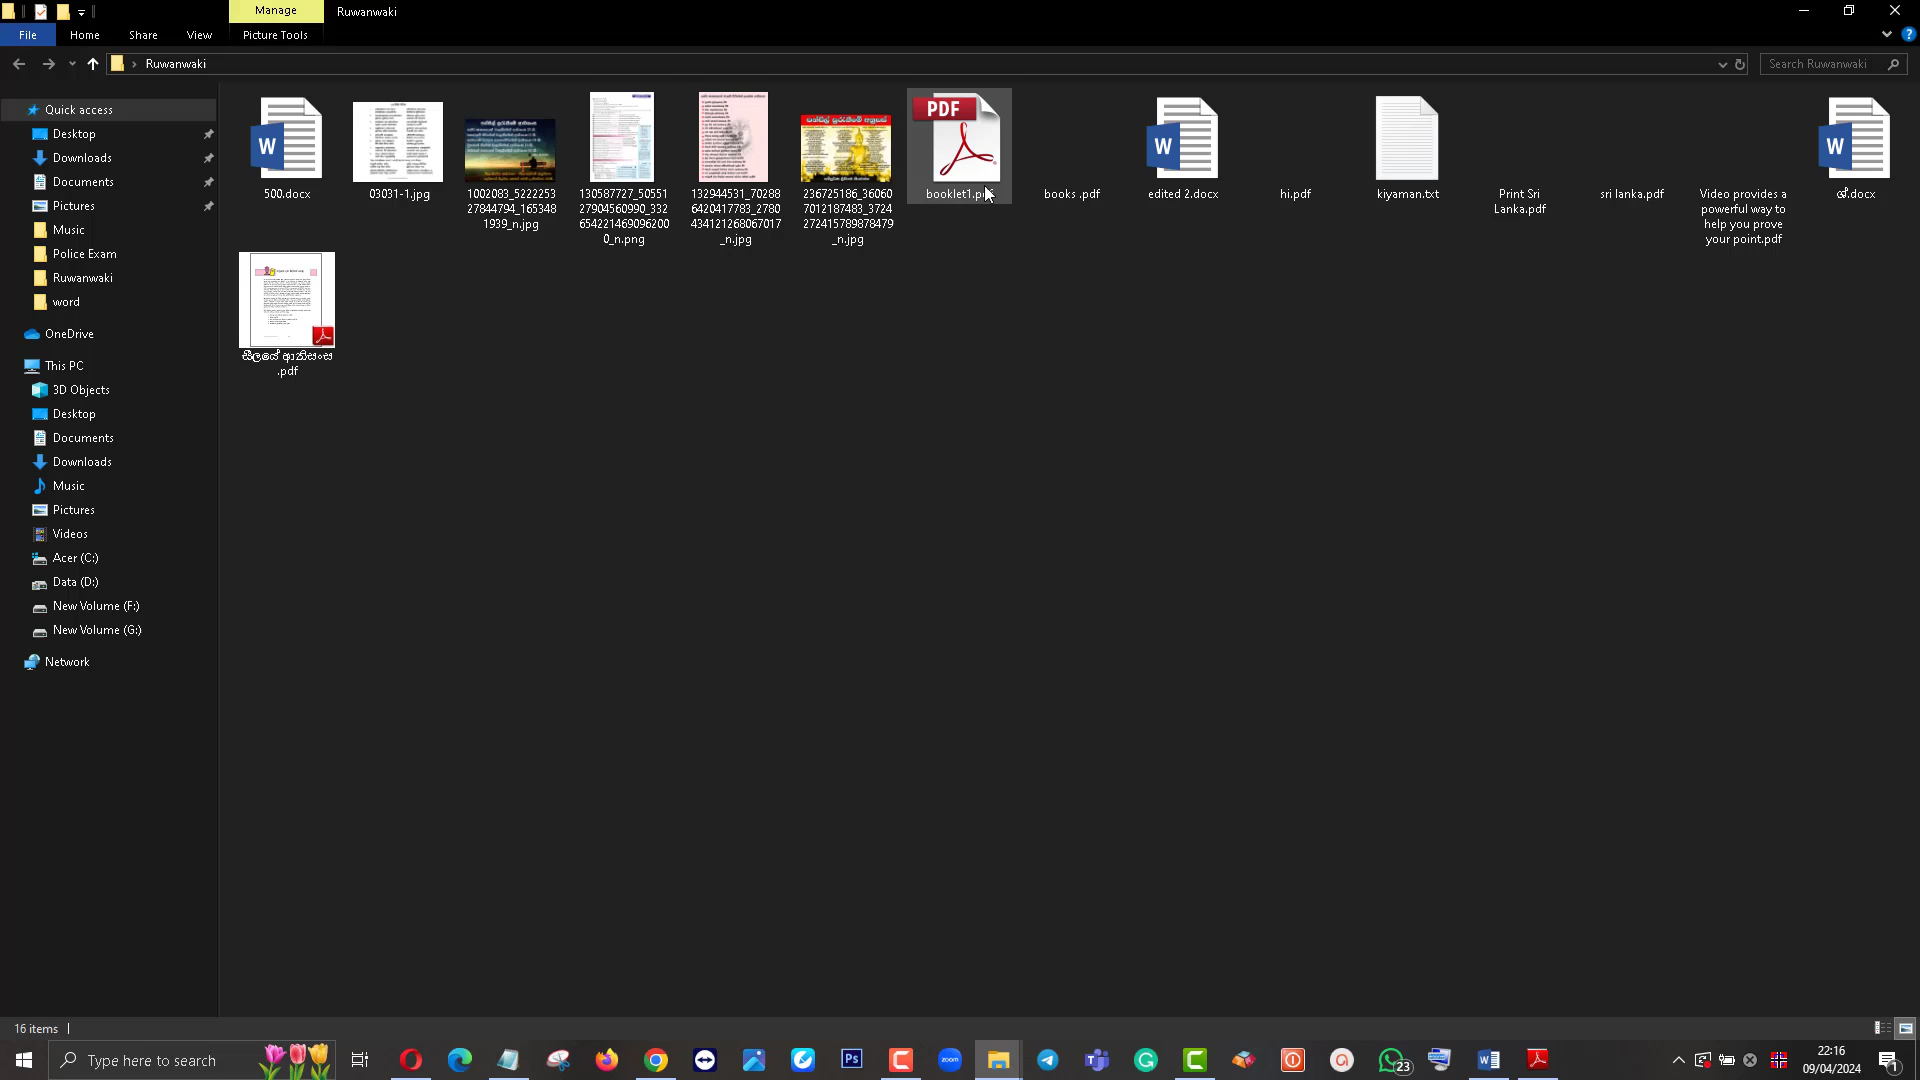 Manage
Ruwanwaki
File
Home
Share
View
Picture Tools
Ruwanwaki
Search Ruwanwaki
Quick access
Desktop
Downloads
Documents
Pictures
Music
Police Exam
Ruwanwaki
word
OneDrive
This PC
3D Objects
Desktop
Documents
Downloads
Music
Pictures
Videos
Acer (C:)
Data (D:)
New Volume (F:)
New Volume (G:)
Network
500.docx
03031-1.jpg
1002083_5222253
27844794_165348
1939_n.jpg
130587727_50551
27904560990_332
654221469096200
0_n.png
132944531_70288
6420417783_2780
434121268067017
_n.jpg
236725186_36060
7012187483_3724
272415789878479
_n.jpg
PDF
booklet1.p
books .pdf
edited 2.docx
hi.pdf
kiyaman.txt
Print Sri
Lanka.pdf
sri lanka.pdf
Video provides a
powerful way to
help you prove
your point.pdf
.docx
සීලයේ ආනිසංස
.pdf
16 items
Type here to search
Ps
zoom
23
22:16
09/04/2024
1